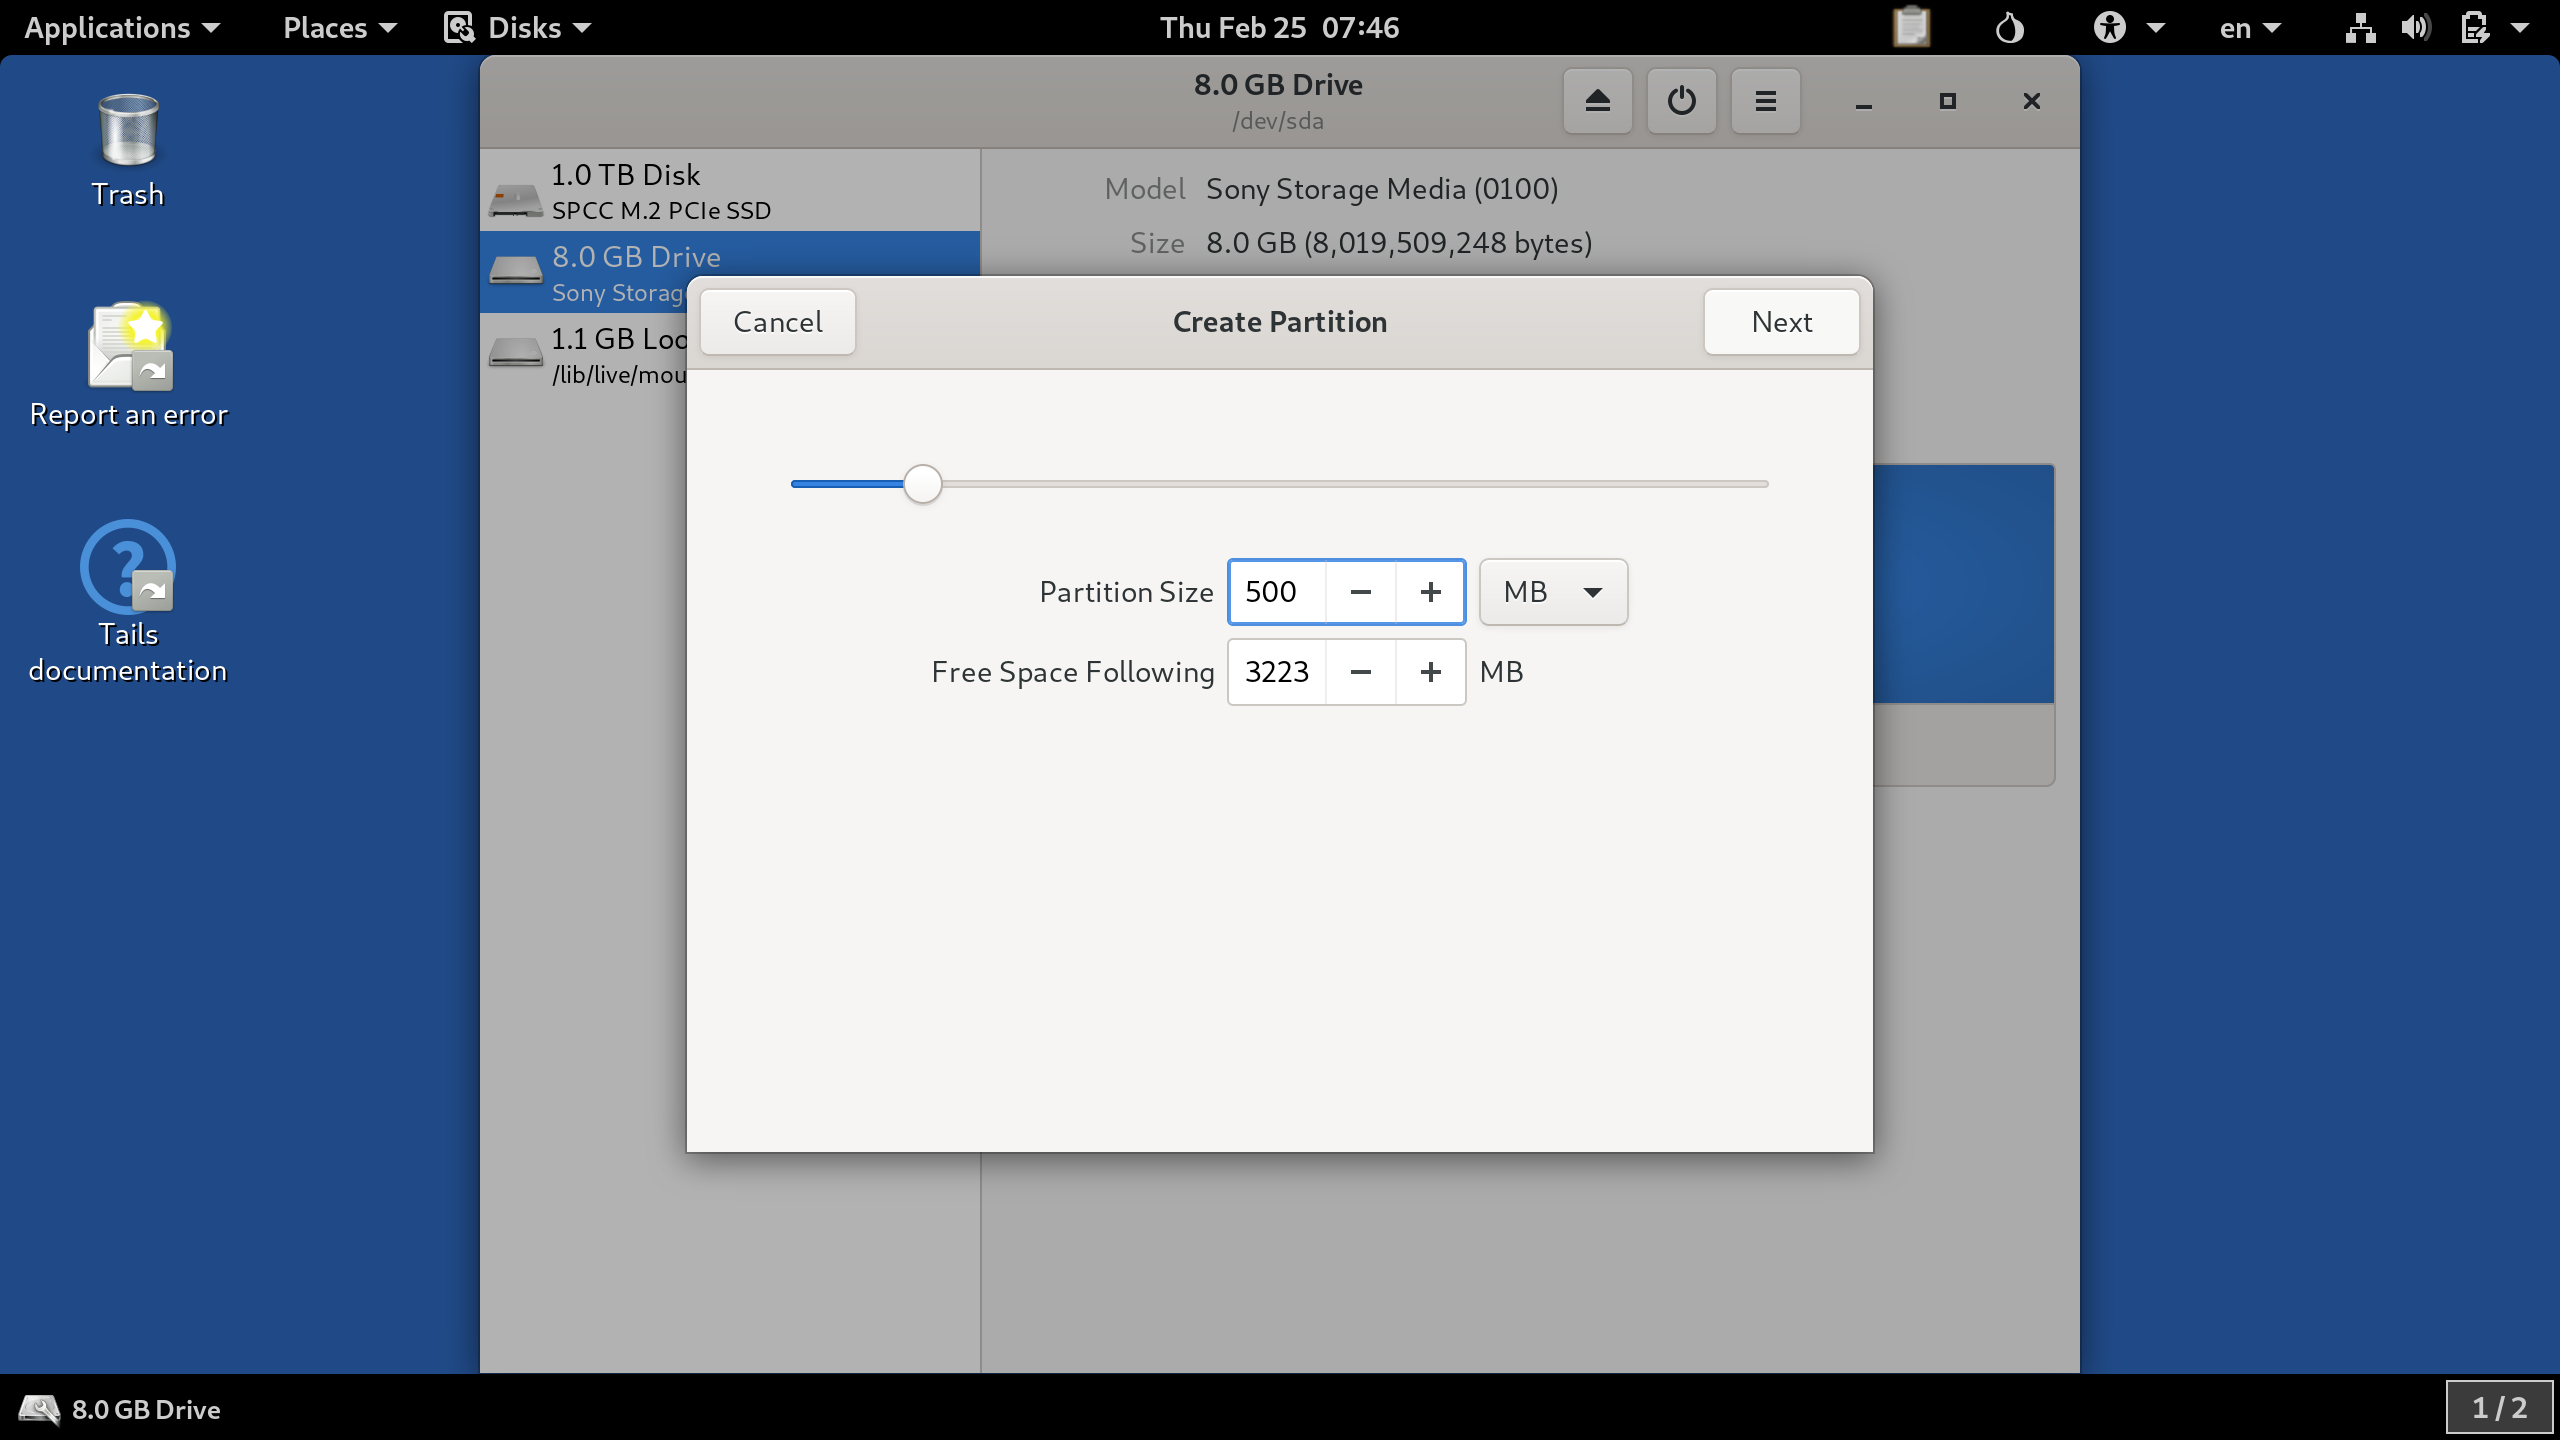 Applications
Places
Disks
Thu Feb 25 07:46
en
Trash
Report an error
Tails
documentation
8.0 GB Drive
/dev/sda
1.0 TB Disk
SPCC M.2 PCIe SSD
8.0 GB Drive
Sony Storag
1.1 GB Loo
/lib/live/mou
Model Sony Storage Media (0100)
Size 8.0 GB (8,019,509,248 bytes)
Cancel
Create Partition
Next
Partition Size 500 MB
Free Space Following 3223 MB
8.0 GB Drive
1 / 2